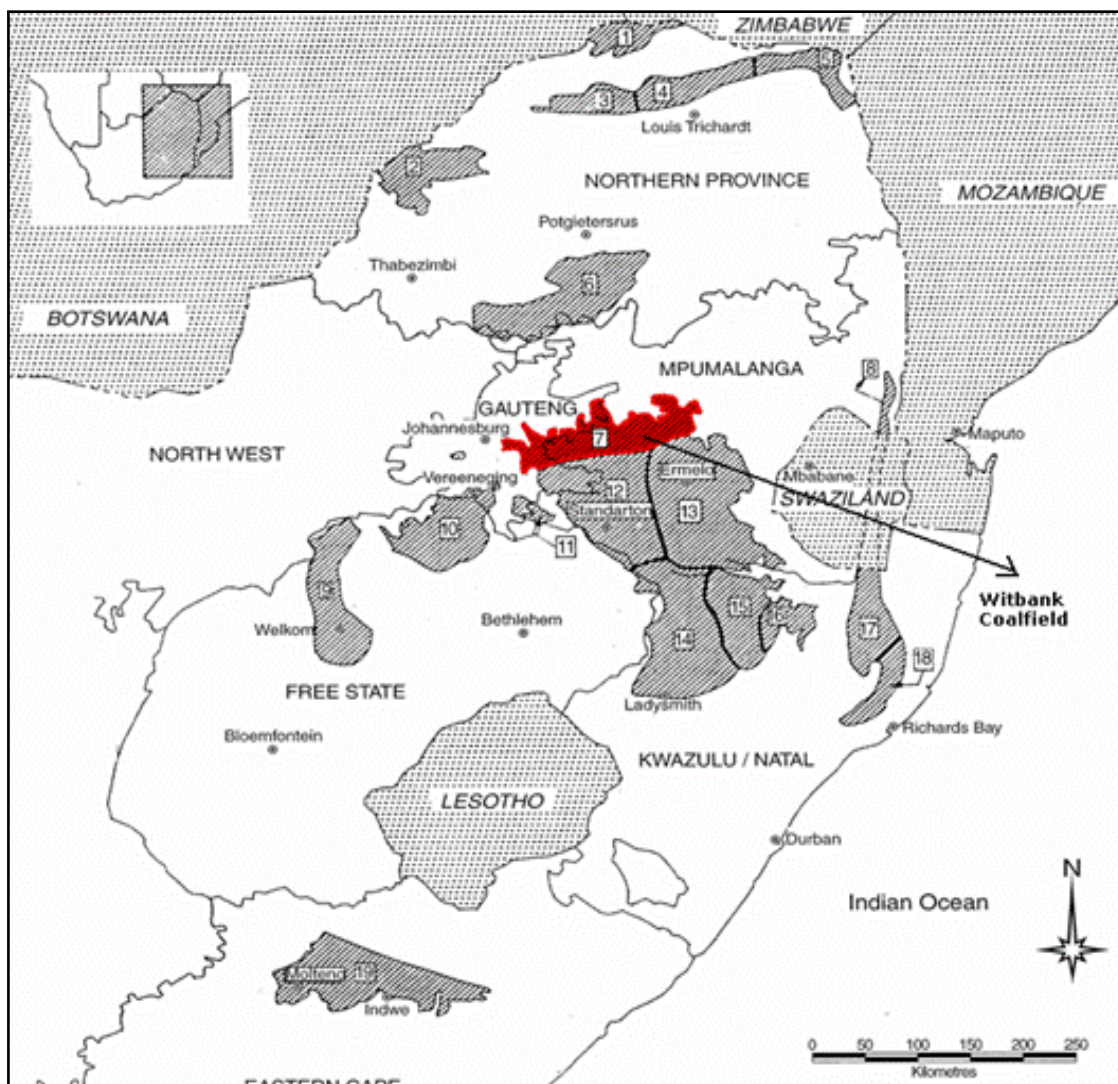 ZIMBABWE
1
5
4
3
Louis Trichardt
2
NORTHERN PROVINCE
MOZAMBIQUE
Potgietersrus
Thabezimbi
6
BOTSWANA
MPUMALANGA
8
GAUTENG
Johannesburg
7
Maputo
NORTH WEST
Vereeneging
Ermelo
Mbabane
12
SWAZILAND
Standarton
13
10
11
Witbank
Coalfield
15
Welkom
Bethlehem
14
17
18
FREE STATE
Ladysmith
Richards Bay
Bloemfontein
KWAZULU / NATAL
LESOTHO
Durban
N
Indian Ocean
Molteno
19
Indwe
0 50 100 150 200 250
Kilometres
EASTERN CAPE